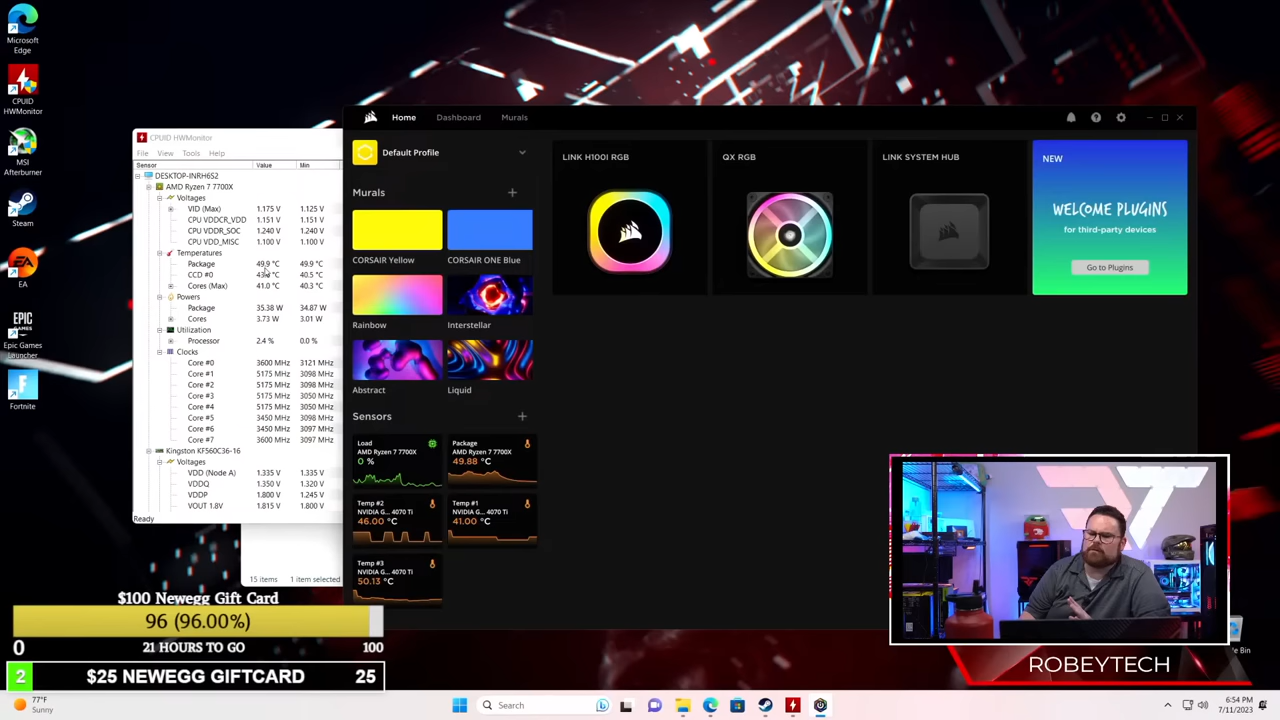 Microsoft
Edge
CPUID
HWMonitor
MSI
Afterburner
Steam
EA
Epic Games
Launcher
Fortnite
CPUID HWMonitor
File View Tools Help
Sensor Value Min
DESKTOP-INRH6S2
AMD Ryzen 7 7700X
Voltages
VID (Max) 1.175 V 1.125 V
CPU VDDCR_VDD 1.151 V 1.151 V
CPU VDDR_SOC 1.240 V 1.240 V
CPU VDD_MISC 1.100 V 1.100 V
Temperatures
Package 49.9 °C 49.9 °C
CCD #0 °C 40.5 °C
Cores (Max) 41.0 °C 40.3 °C
Powers
Package 35.38 W 34.87 W
Cores 3.73 W 3.01 W
Utilization
Processor 2.4 % 0.0 %
Clocks
Core #0 3600 MHz 3121 MHz
Core #1 5175 MHz 3098 MHz
Core #2 5175 MHz 3098 MHz
Core #3 5175 MHz 3050 MHz
Core #4 5175 MHz 3050 MHz
Core #5 3450 MHz 3098 MHz
Core #6 3450 MHz 3097 MHz
Core #7 3600 MHz 3097 MHz
Kingston KF560C36-16
Voltages
VDD (Node A) 1.335 V 1.335 V
VDDQ 1.350 V 1.320 V
VDDP 1.800 V 1.245 V
VOUT 1.8V 1.815 V 1.800 V
Ready
15 items 1 item selected
Home Dashboard Murals
Default Profile
Murals
CORSAIR Yellow CORSAIR ONE Blue
Rainbow Interstellar
Abstract Liquid
Sensors
Load
AMD Ryzen 7 7700X
0 %
Package
AMD Ryzen 7 7700X
49.88 °C
Temp #2
NVIDIA G... 4070 Ti
46.00 °C
Temp #1
NVIDIA G... 4070 Ti
41.00 °C
Temp #3
NVIDIA G... 4070 Ti
50.13 °C
LINK H100I RGB
QX RGB
LINK SYSTEM HUB
NEW
WELCOME PLUGINS
for third-party devices
Go to Plugins
$100 Newegg Gift Card
96 (96.00%)
0 21 HOURS TO GO 100
2 $25 NEWEGG GIFTCARD 25
ROBEYTECH
Bin
77°F
Sunny
Search
6:54 PM
7/11/2023